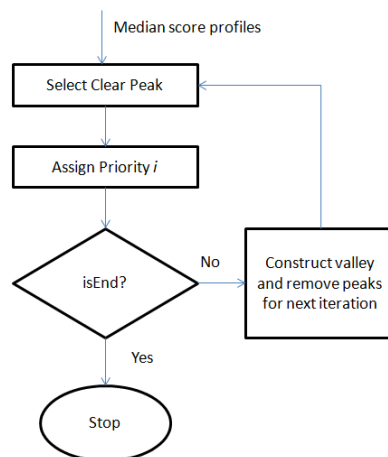 Median score profiles
Select Clear Peak
Assign Priority i
isEnd?
No
Construct valley
and remove peaks
for next iteration
Yes
Stop